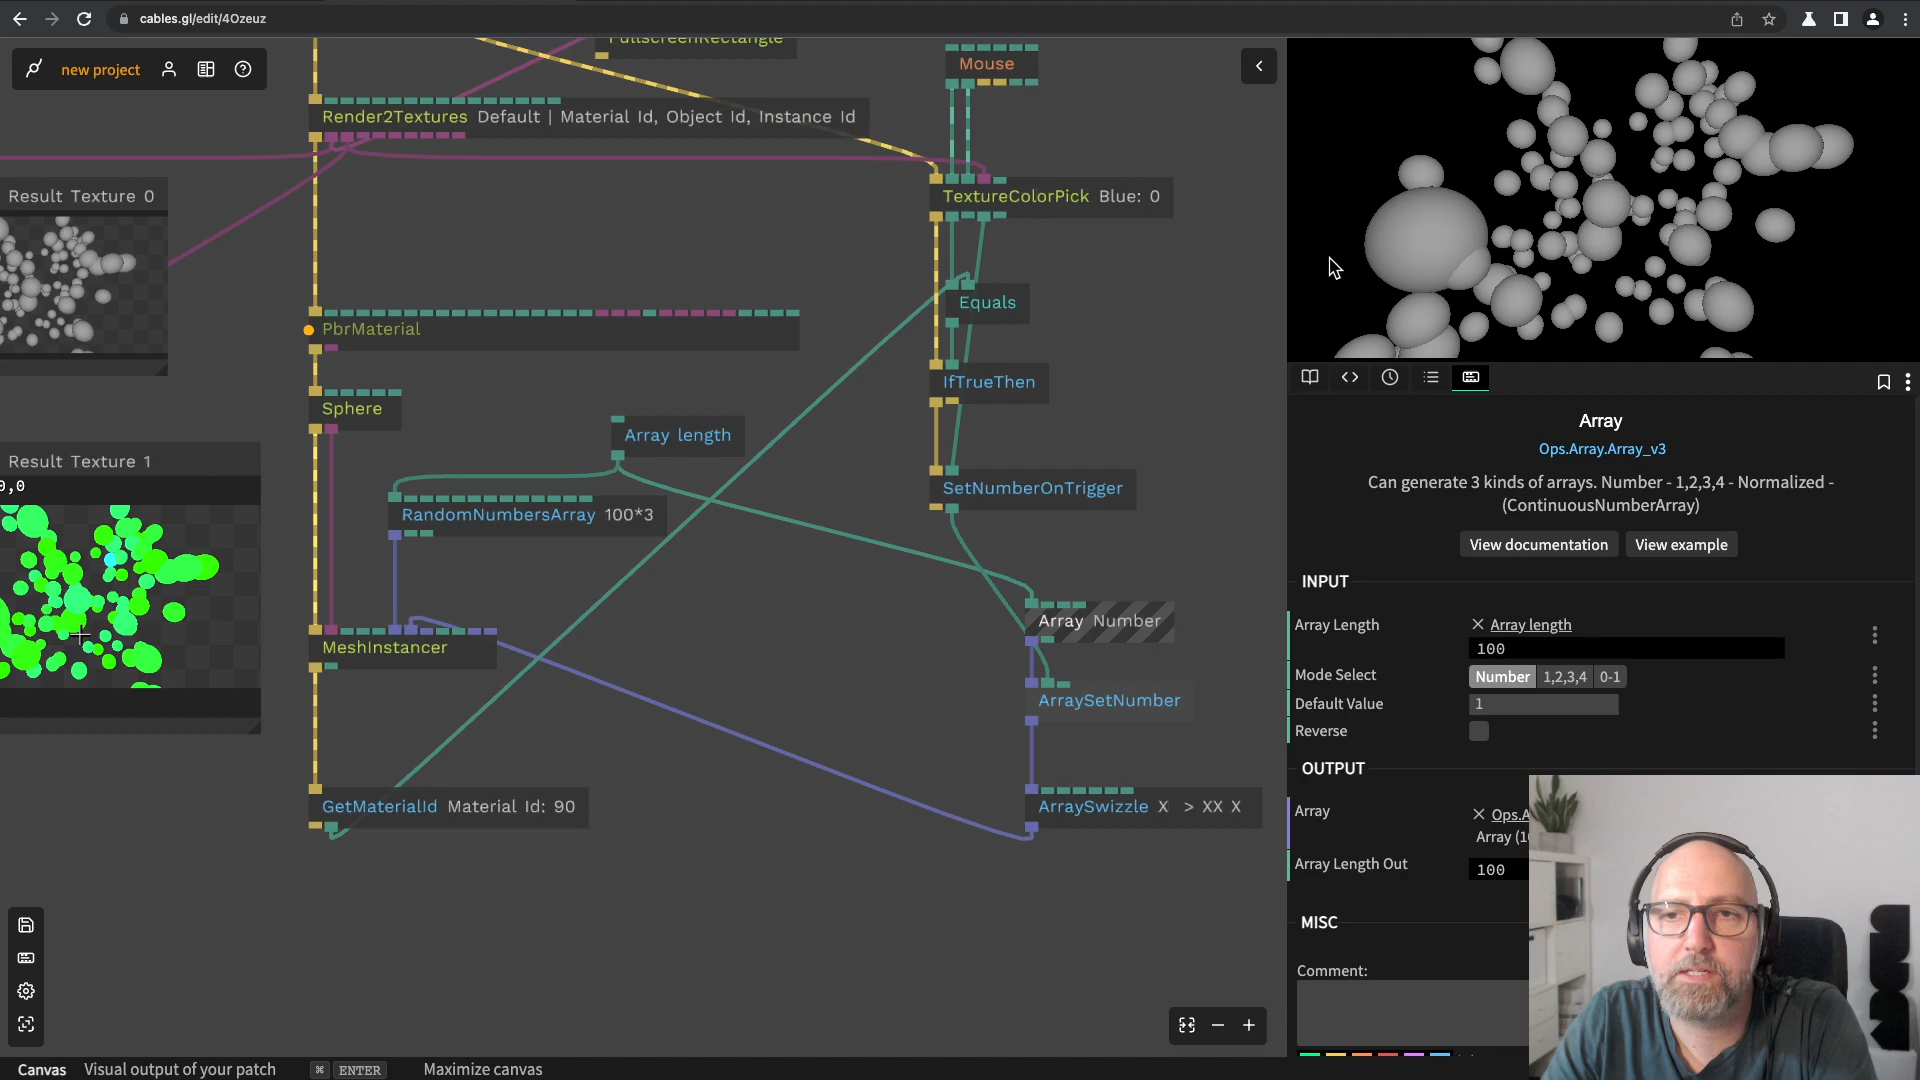 cables.gl/edit/4Ozeuz
new project
FullscreenRectangle
Mouse
Render2Textures Default | Material Id, Object Id, Instance Id
Result Texture 0
TextureColorPick Blue: 0
Equals
PbrMaterial
IfTrueThen
Sphere
Array length
Result Texture 1
0,0
SetNumberOnTrigger
RandomNumbersArray 100*3
Array Number
MeshInstancer
ArraySetNumber
GetMaterialId Material Id: 90
ArraySwizzle X > XX X
Array
Ops.Array.Array_v3
Can generate 3 kinds of arrays. Number - 1,2,3,4 - Normalized -
(ContinuousNumberArray)
View documentation View example
INPUT
Array Length Array length
100
Mode Select Number 1,2,3,4 0-1
Default Value 1
Reverse
OUTPUT
Array Ops.A
Array (1
Array Length Out 100
MISC
Comment:
Canvas Visual output of your patch ⌘ ENTER Maximize canvas